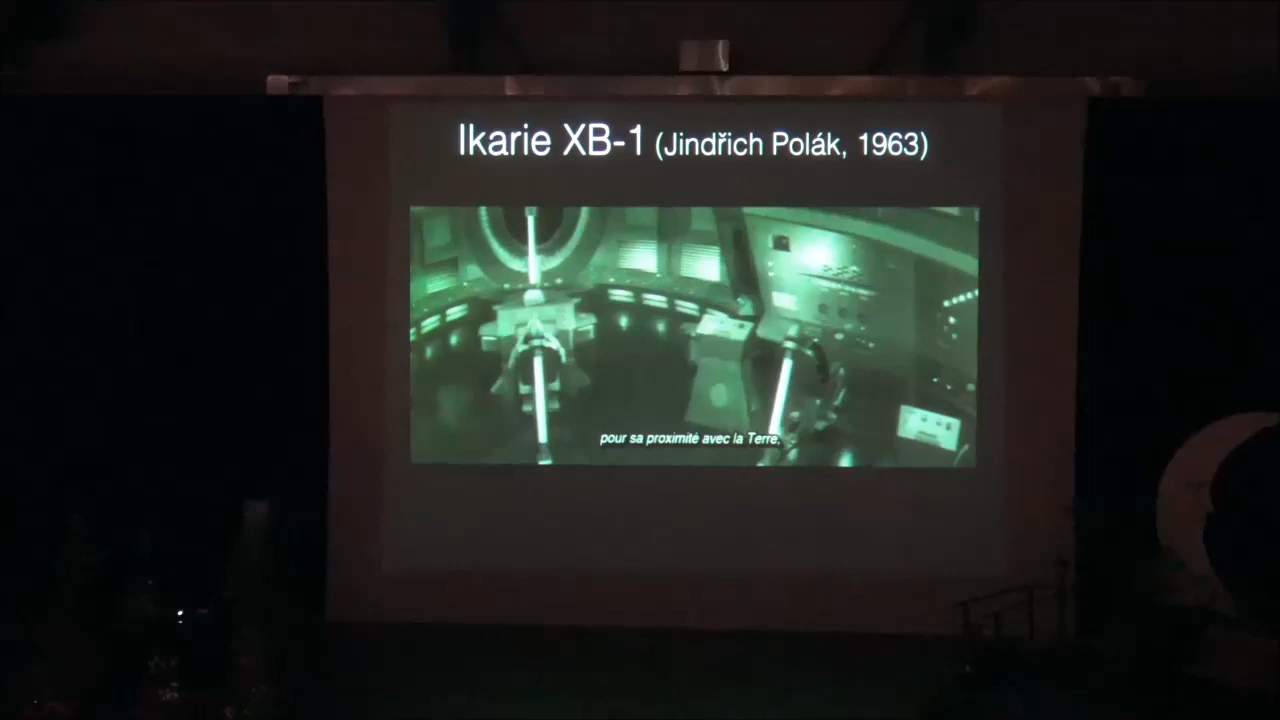 Ikarie XB-1 (Jindřich Polák, 1963)
pour sa proximité avec la Terre,